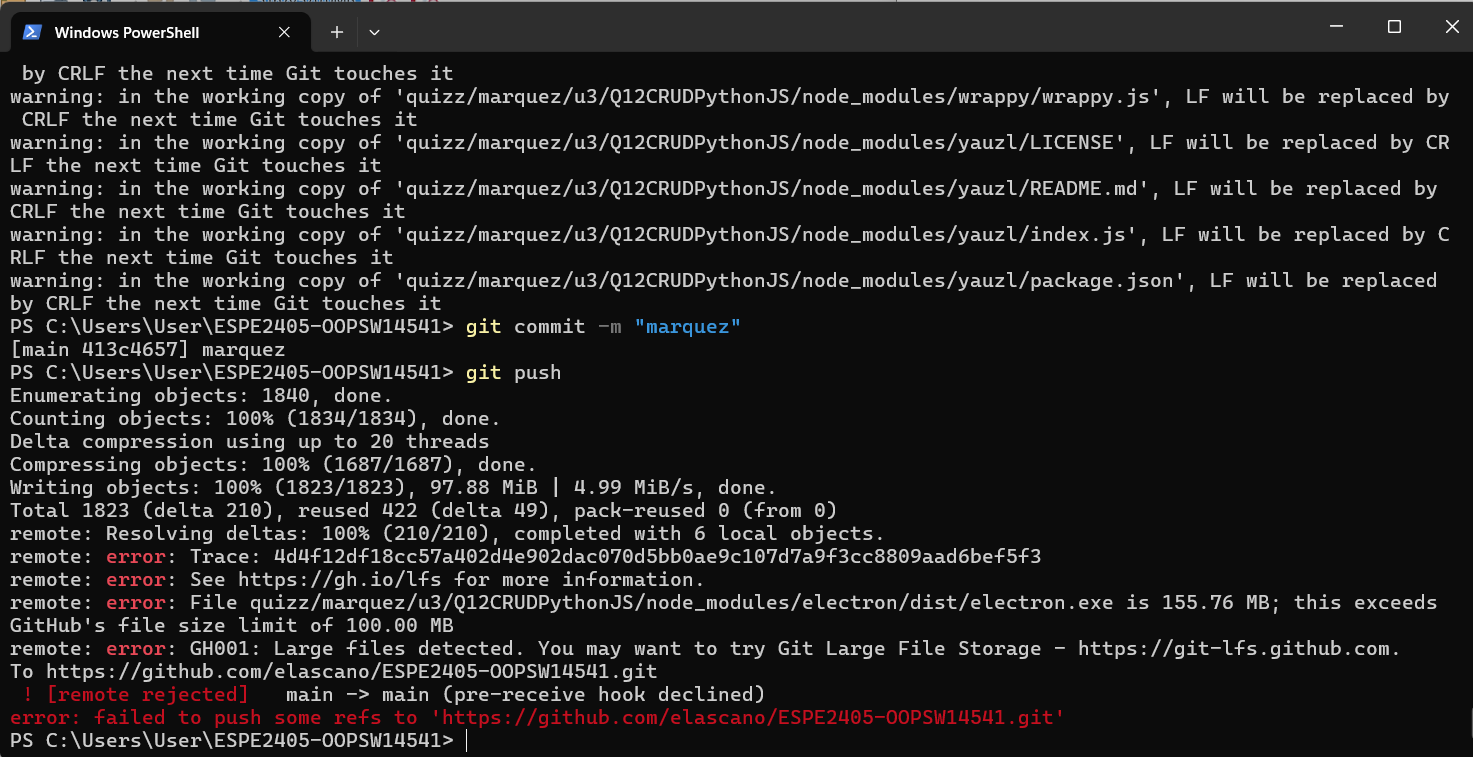 Windows PowerShell
by CRLF the next time Git touches it
warning: in the working copy of 'quizz/marquez/u3/Q12CRUDPythonJS/node_modules/wrappy/wrappy.js', LF will be replaced by
CRLF the next time Git touches it
warning: in the working copy of 'quizz/marquez/u3/Q12CRUDPythonJS/node_modules/yauzl/LICENSE', LF will be replaced by CR
LF the next time Git touches it
warning: in the working copy of 'quizz/marquez/u3/Q12CRUDPythonJS/node_modules/yauzl/README.md', LF will be replaced by
CRLF the next time Git touches it
warning: in the working copy of 'quizz/marquez/u3/Q12CRUDPythonJS/node_modules/yauzl/index.js', LF will be replaced by C
RLF the next time Git touches it
warning: in the working copy of 'quizz/marquez/u3/Q12CRUDPythonJS/node_modules/yauzl/package.json', LF will be replaced
by CRLF the next time Git touches it
PS C:\Users\User\ESPE2405-OOPSW14541> git commit -m "marquez"
[main 413c4657] marquez
PS C:\Users\User\ESPE2405-OOPSW14541> git push
Enumerating objects: 1840, done.
Counting objects: 100% (1834/1834), done.
Delta compression using up to 20 threads
Compressing objects: 100% (1687/1687), done.
Writing objects: 100% (1823/1823), 97.88 MiB | 4.99 MiB/s, done.
Total 1823 (delta 210), reused 422 (delta 49), pack-reused 0 (from 0)
remote: Resolving deltas: 100% (210/210), completed with 6 local objects.
remote: error: Trace: 4d4f12df18cc57a402d4e902dac070d5bb0ae9c107d7a9f3cc8809aad6bef5f3
remote: error: See https://gh.io/lfs for more information.
remote: error: File quizz/marquez/u3/Q12CRUDPythonJS/node_modules/electron/dist/electron.exe is 155.76 MB; this exceeds
GitHub's file size limit of 100.00 MB
remote: error: GH001: Large files detected. You may want to try Git Large File Storage - https://git-lfs.github.com.
To https://github.com/elascano/ESPE2405-OOPSW14541.git
! [remote rejected]   main -> main (pre-receive hook declined)
error: failed to push some refs to 'https://github.com/elascano/ESPE2405-OOPSW14541.git'
PS C:\Users\User\ESPE2405-OOPSW14541>